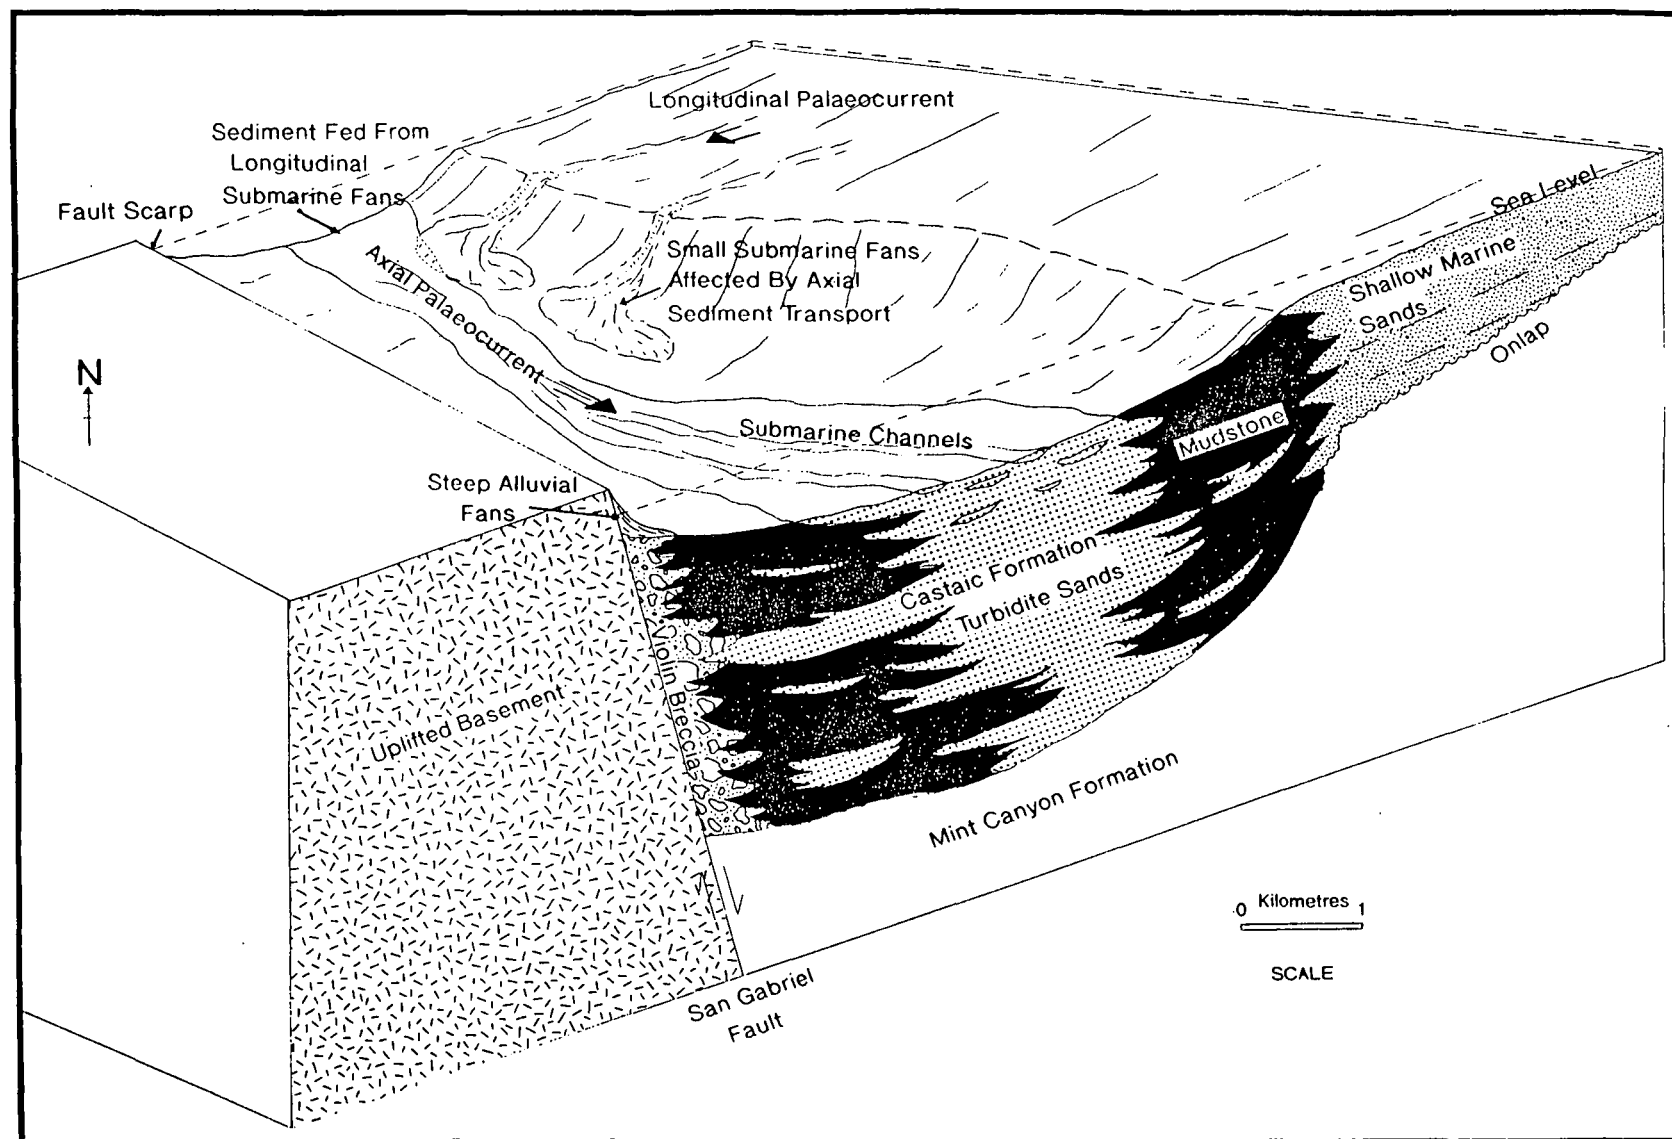 Longitudinal Palaeocurrent
Sediment Fed From
Longitudinal
Submarine Fans
Fault Scarp
Sea Level
Small Submarine Fans
Affected By Axial
Sediment Transport
Axial Palaeocurrent
Shallow Marine
Sands
Onlap
N
Submarine Channels
Mudstone
Steep Alluvial
Fans
Castaic Formation
Turbidite Sands
Violin Breccia
Uplifted Basement
Mint Canyon Formation
0 Kilometres 1
SCALE
San Gabriel
Fault